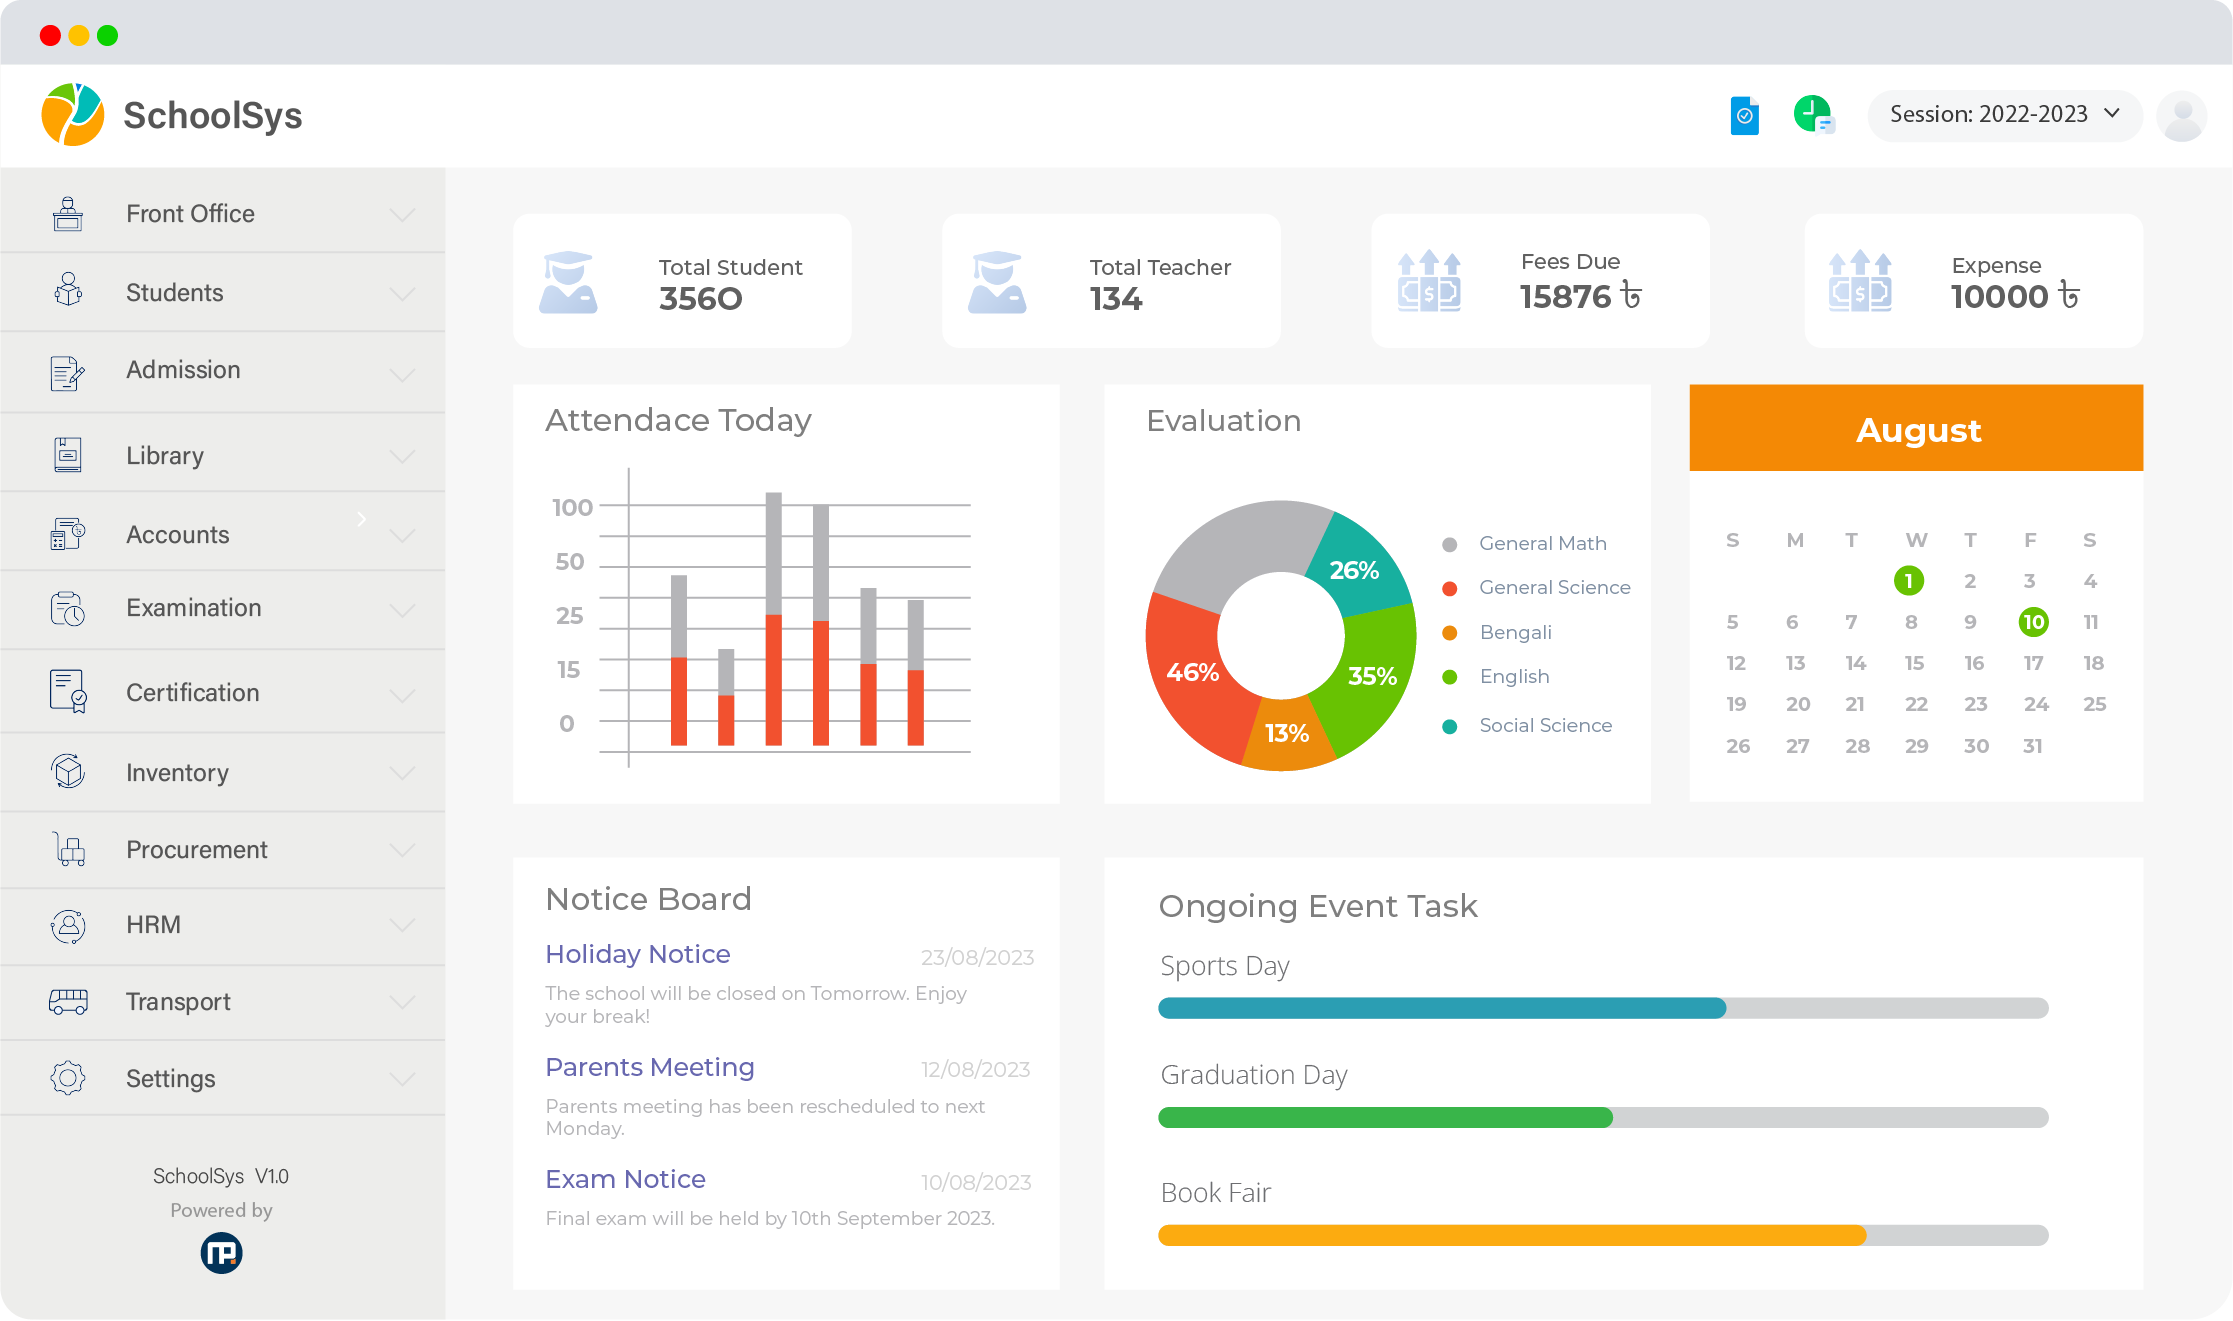 SchoolSys
Session: 2022-2023
Front Office
Students
Admission
Library
Accounts
Examination
Certification
Inventory
Procurement
HRM
Transport
Settings
SchoolSys V1.0
Powered by
Total Student
356O
Total Teacher
134
Fees Due
15876 ৳
Expense
10000 ৳
Attendace Today
100
50
25
15
0
Evaluation
26%
35%
13%
46%
General Math
General Science
Bengali
English
Social Science
August
S M T W T F S
1 2 3 4
5 6 7 8 9 10 11
12 13 14 15 16 17 18
19 20 21 22 23 24 25
26 27 28 29 30 31
Notice Board
Holiday Notice 23/08/2023
The school will be closed on Tomorrow. Enjoy
your break!
Parents Meeting 12/08/2023
Parents meeting has been rescheduled to next
Monday.
Exam Notice 10/08/2023
Final exam will be held by 10th September 2023.
Ongoing Event Task
Sports Day
Graduation Day
Book Fair